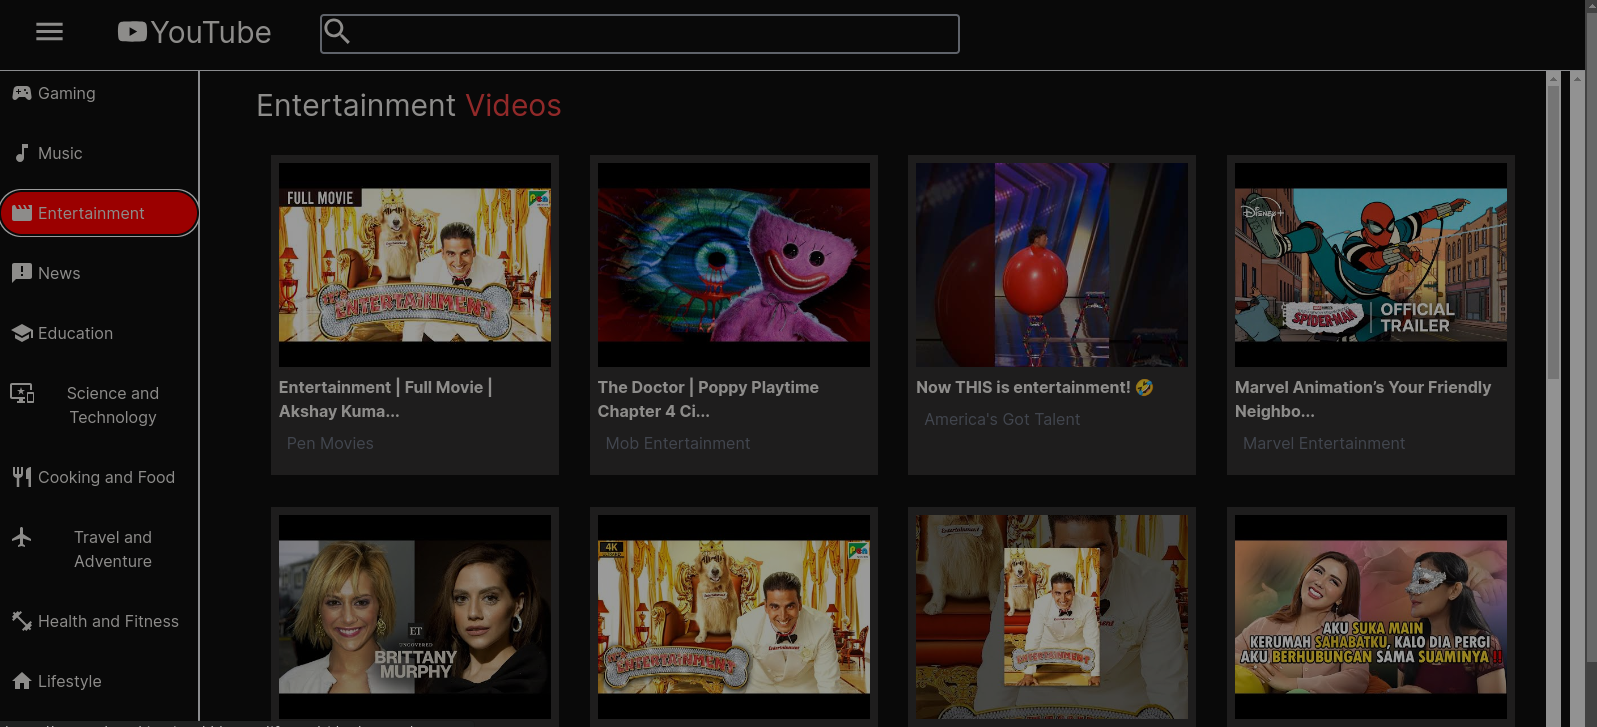 YouTube
Gaming
Music
Entertainment
News
Education
Science and
Technology
Cooking and Food
Travel and
Adventure
Health and Fitness
Lifestyle
Entertainment Videos
FULL MOVIE
Pen
ENTERTAINMENT
Entertainment | Full Movie |
Akshay Kuma...
Pen Movies
The Doctor | Poppy Playtime
Chapter 4 Ci...
Mob Entertainment
Now THIS is entertainment! 🤣
America's Got Talent
Disney+
SPIDER-MAN
OFFICIAL
TRAILER
Marvel Animation’s Your Friendly
Neighbo...
Marvel Entertainment
ET
UNCOVERED
BRITTANY
MURPHY
4K
Pen
ENTERTAINMENT
Entertainment
ENTERTAINMENT
AKU SUKA MAIN
KERUMAH SAHABATKU, KALO DIA PERGI
AKU BERHUBUNGAN SAMA SUAMINYA !!